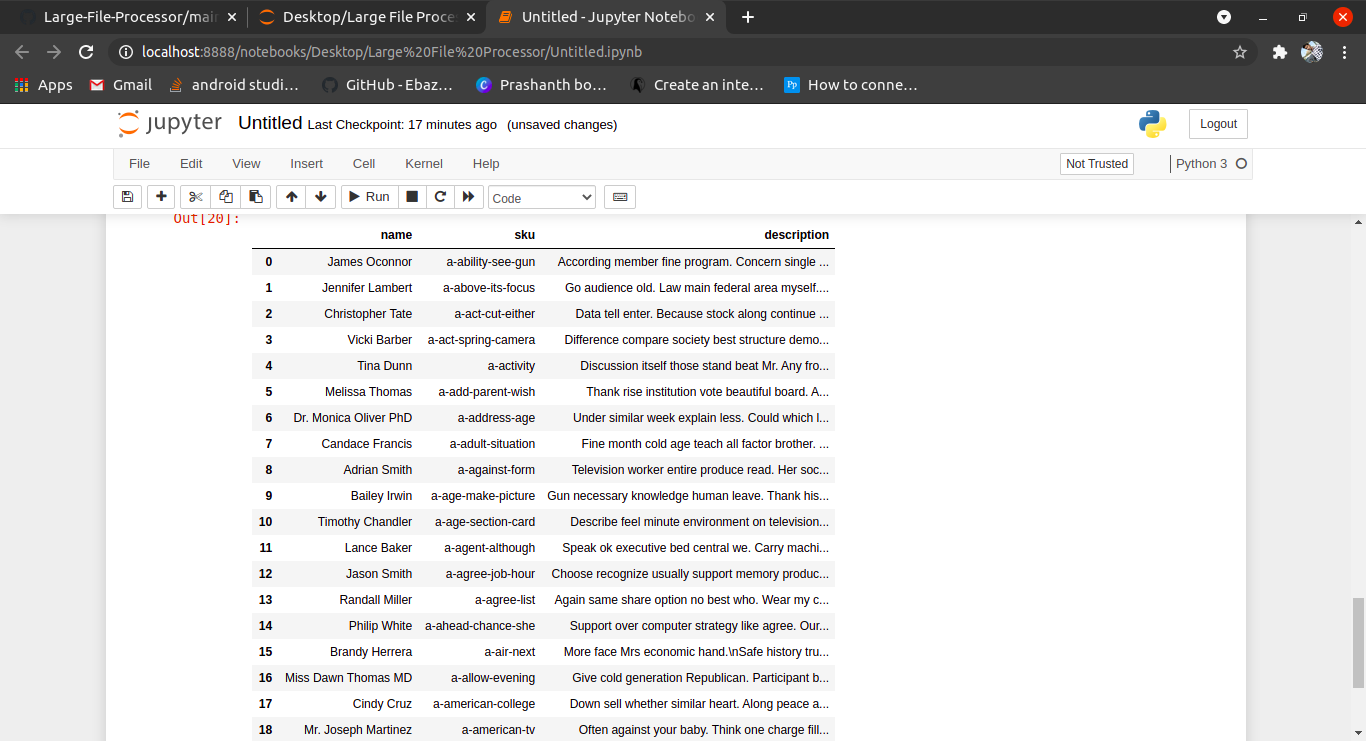 Large-File-Processor/main
Desktop/Large File Proces
Untitled - Jupyter Notebo
localhost:8888/notebooks/Desktop/Large%20File%20Processor/Untitled.ipynb
Apps Gmail android studi... GitHub - Ebaz... Prashanth bo... Create an inte... Pp How to conne...
jupyter Untitled Last Checkpoint: 17 minutes ago (unsaved changes) Logout
File Edit View Insert Cell Kernel Help Not Trusted Python 3
Run Code
Out[20]:
name sku description
0 James Oconnor a-ability-see-gun According member fine program. Concern single ...
1 Jennifer Lambert a-above-its-focus Go audience old. Law main federal area myself....
2 Christopher Tate a-act-cut-either Data tell enter. Because stock along continue ...
3 Vicki Barber a-act-spring-camera Difference compare society best structure demo...
4 Tina Dunn a-activity Discussion itself those stand beat Mr. Any fro...
5 Melissa Thomas a-add-parent-wish Thank rise institution vote beautiful board. A...
6 Dr. Monica Oliver PhD a-address-age Under similar week explain less. Could which l...
7 Candace Francis a-adult-situation Fine month cold age teach all factor brother. ...
8 Adrian Smith a-against-form Television worker entire produce read. Her soc...
9 Bailey Irwin a-age-make-picture Gun necessary knowledge human leave. Thank his...
10 Timothy Chandler a-age-section-card Describe feel minute environment on television...
11 Lance Baker a-agent-although Speak ok executive bed central we. Carry machi...
12 Jason Smith a-agree-job-hour Choose recognize usually support memory produc...
13 Randall Miller a-agree-list Again same share option no best who. Wear my c...
14 Philip White a-ahead-chance-she Support over computer strategy like agree. Our...
15 Brandy Herrera a-air-next More face Mrs economic hand.\nSafe history tru...
16 Miss Dawn Thomas MD a-allow-evening Give cold generation Republican. Participant b...
17 Cindy Cruz a-american-college Down sell whether similar heart. Along peace a...
18 Mr. Joseph Martinez a-american-tv Often against your baby. Think one charge fill...